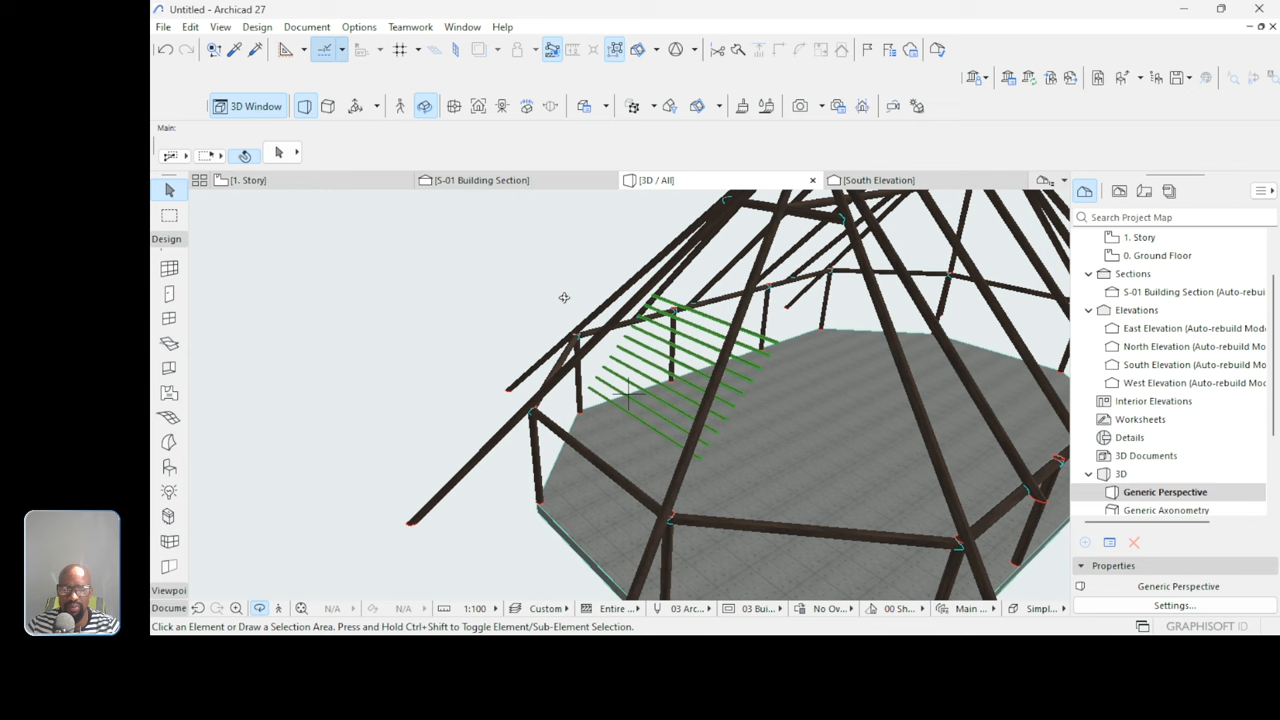 Untitled - Archicad 27
File Edit View Design Document Options Teamwork Window Help
3D Window
Main:
[1. Story]
[S-01 Building Section]
[3D / All]
[South Elevation]
Design
Search Project Map
1. Story
0. Ground Floor
Sections
S-01 Building Section (Auto-rebui
Elevations
East Elevation (Auto-rebuild Mode
North Elevation (Auto-rebuild Mod
South Elevation (Auto-rebuild Mod
West Elevation (Auto-rebuild Mod
Interior Elevations
Worksheets
Details
3D Documents
3D
Generic Perspective
Generic Axonometry
Properties
Generic Perspective
Settings...
Viewpoi
Docume
N/A
N/A
1:100
Custom
Entire ...
03 Arc...
03 Bui...
No Ov...
00 Sh...
Main ...
Simpl...
Click an Element or Draw a Selection Area. Press and Hold Ctrl+Shift to Toggle Element/Sub-Element Selection.
GRAPHISOFT ID